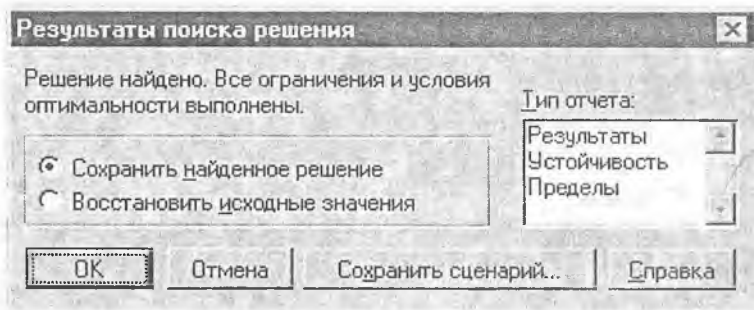 Результаты поиска решения
Решение найдено. Все ограничения и условия
оптимальности выполнены.
Тип отчета:
Результаты
Устойчивость
Пределы
Сохранить найденное решение
Восстановить исходные значения
OK
Отмена
Сохранить сценарий...
Справка